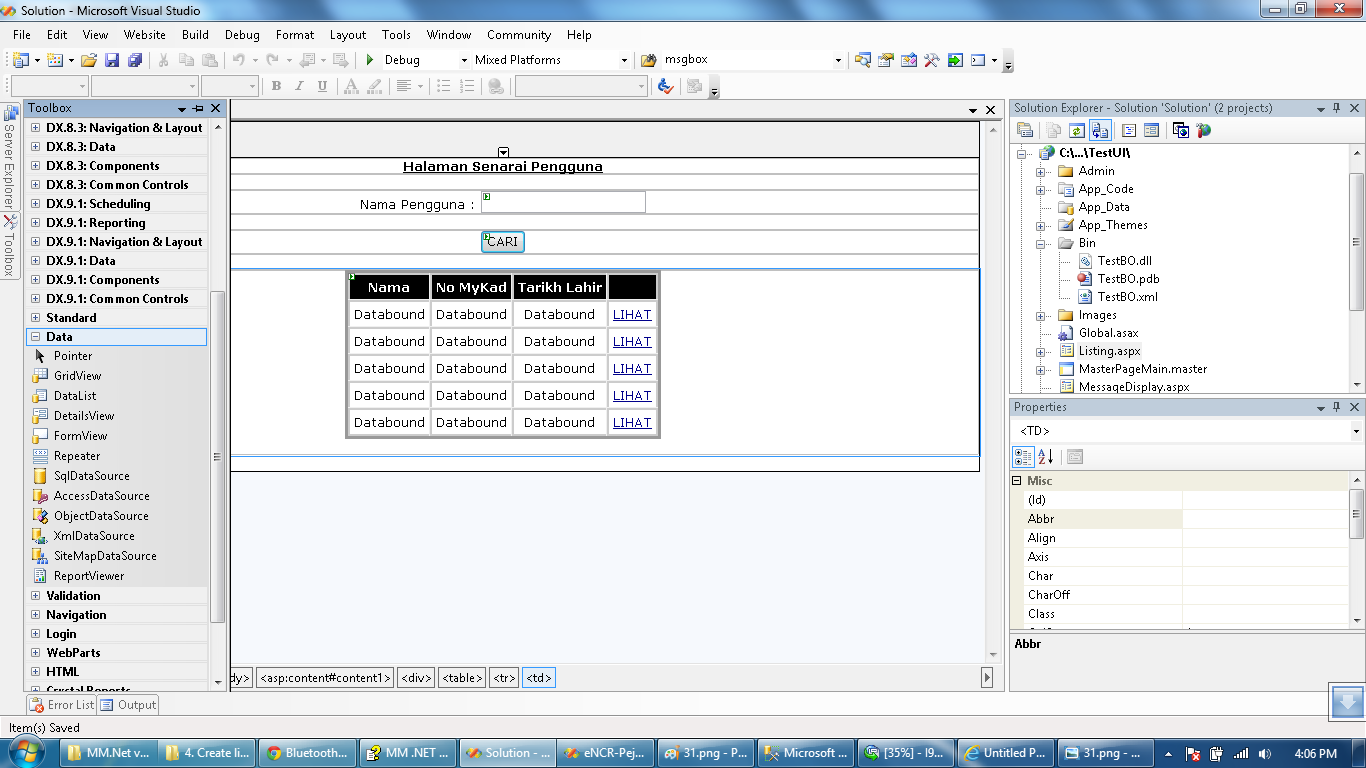 Solution - Microsoft Visual Studio
File Edit View Website Build Debug Format Layout Tools Window Community Help
Debug Mixed Platforms msgbox
B I U A
Toolbox
Server Explorer
Toolbox
DX.8.3: Navigation & Layout
DX.8.3: Data
DX.8.3: Components
DX.8.3: Common Controls
DX.9.1: Scheduling
DX.9.1: Reporting
DX.9.1: Navigation & Layout
DX.9.1: Data
DX.9.1: Components
DX.9.1: Common Controls
Standard
Data
Pointer
GridView
DataList
DetailsView
FormView
Repeater
SqlDataSource
AccessDataSource
ObjectDataSource
XmlDataSource
SiteMapDataSource
ReportViewer
Validation
Navigation
Login
WebParts
HTML
Crystal Reports
Halaman Senarai Pengguna
Nama Pengguna :
CARI
Nama No MyKad Tarikh Lahir
Databound Databound Databound LIHAT
Databound Databound Databound LIHAT
Databound Databound Databound LIHAT
Databound Databound Databound LIHAT
Databound Databound Databound LIHAT
dy> <asp:content#content1> <div> <table> <tr> <td>
Solution Explorer - Solution 'Solution' (2 projects)
C:\...\TestUI\
Admin
App_Code
App_Data
App_Themes
Bin
TestBO.dll
TestBO.pdb
TestBO.xml
Images
Global.asax
Listing.aspx
MasterPageMain.master
MessageDisplay.aspx
Properties
<TD>
Misc
(Id)
Abbr
Align
Axis
Char
CharOff
Class
Abbr
Error List Output
Item(s) Saved
MM.Net v... 4. Create li... Bluetooth... MM .NET ... Solution - ... eNCR-Pej... 31.png - P... Microsoft ... [35%] - I9... Untitled P... 31.png - ... 4:06 PM